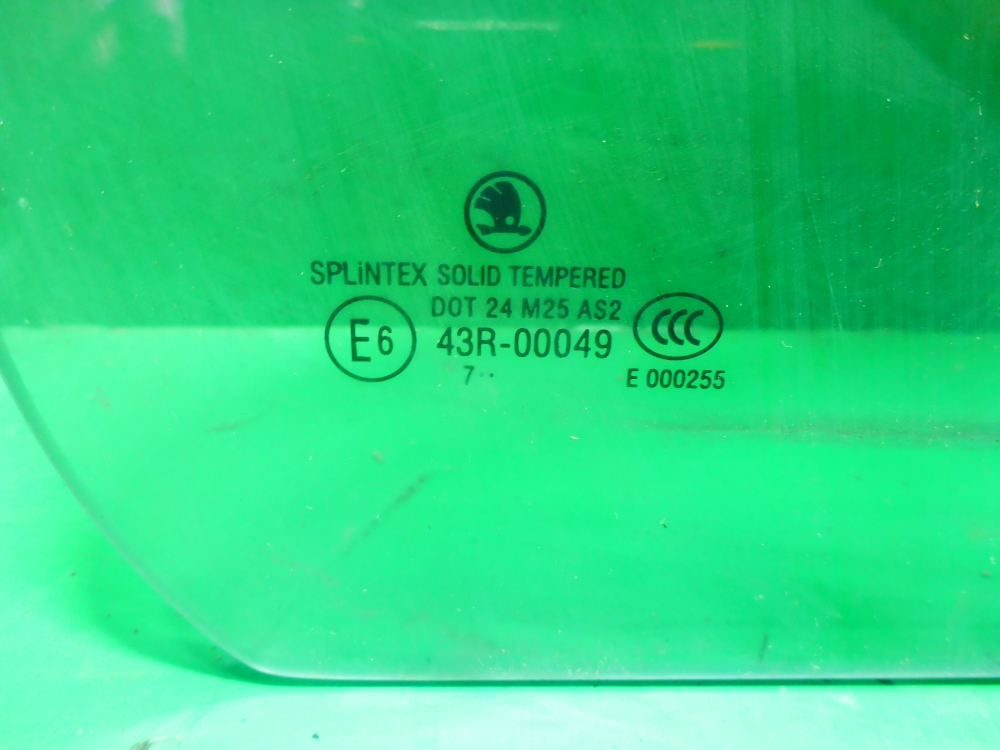 SPLiNTEX SOLID TEMPERED
DOT 24 M25 AS2
E6 43R-00049 CCC
7 ··
E 000255